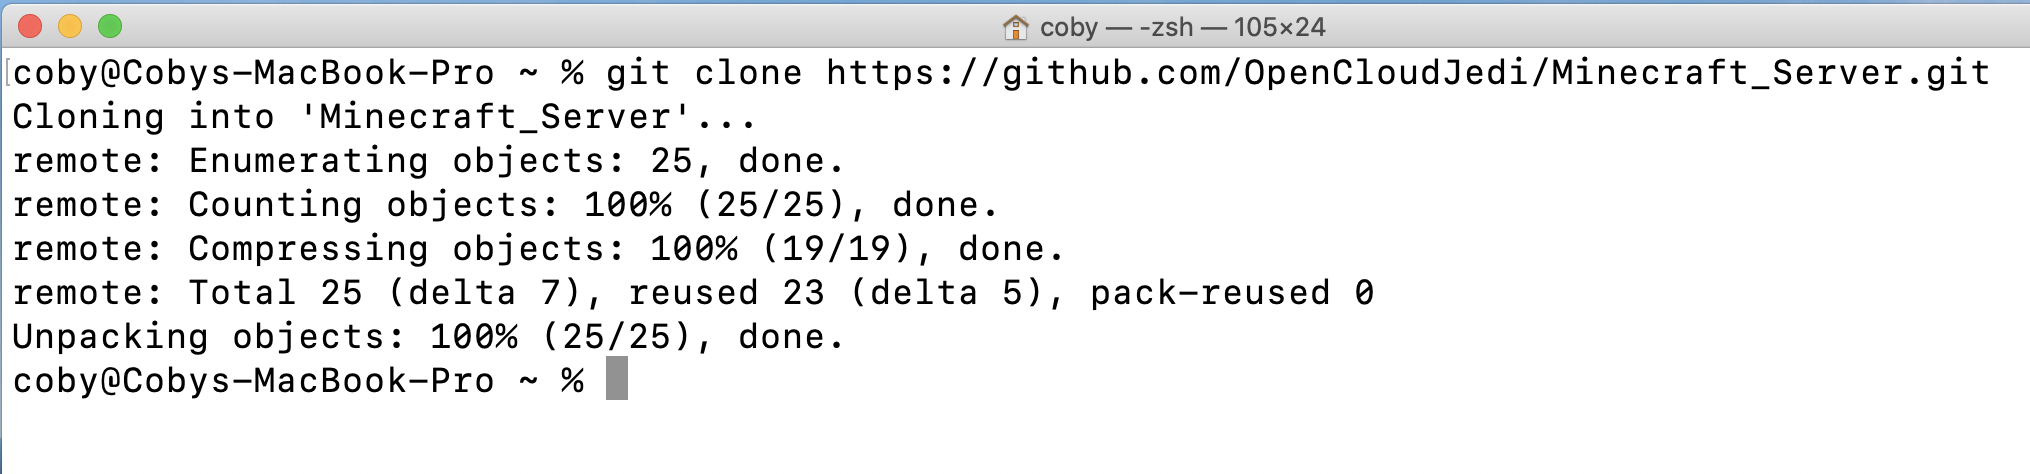 coby — -zsh — 105×24
coby@Cobys-MacBook-Pro ~ % git clone https://github.com/OpenCloudJedi/Minecraft_Server.git
Cloning into 'Minecraft_Server'...
remote: Enumerating objects: 25, done.
remote: Counting objects: 100% (25/25), done.
remote: Compressing objects: 100% (19/19), done.
remote: Total 25 (delta 7), reused 23 (delta 5), pack-reused 0
Unpacking objects: 100% (25/25), done.
coby@Cobys-MacBook-Pro ~ %